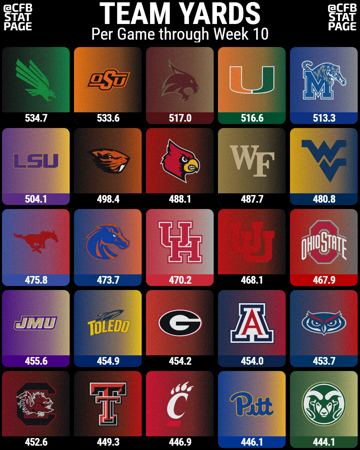 @CFB
STAT
PAGE
TEAM YARDS
Per Game through Week 10
@CFB
STAT
PAGE
OSU
U
M
534.7 533.6 517.0 516.6 513.3
LSU
WF
WV
504.1 498.4 488.1 487.7 480.8
UH
U
OHIO STATE
475.8 473.7 470.2 468.1 467.9
JMU
TOLEDO
G
A
455.6 454.9 454.2 454.0 453.7
C
T
C
Pitt
452.6 449.3 446.9 446.1 444.1